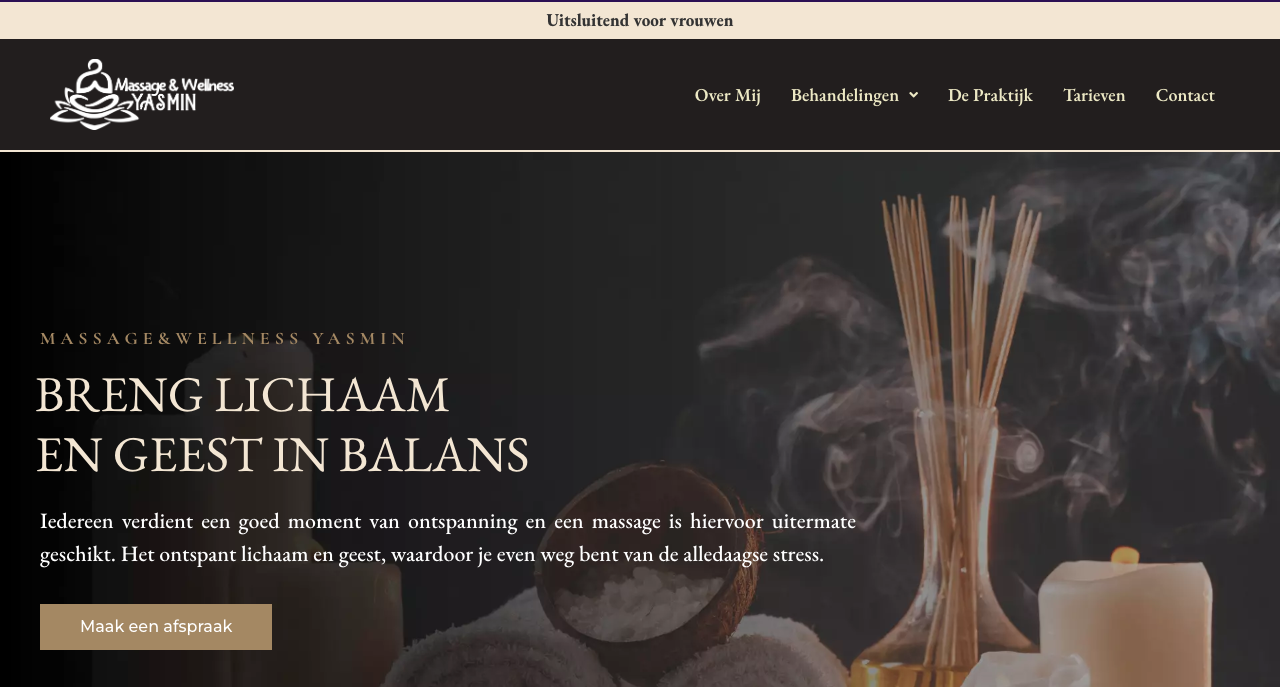 Uitsluitend voor vrouwen
Massage & Wellness
YASMIN
Over Mij
Behandelingen
De Praktijk
Tarieven
Contact
MASSAGE&WELLNESS YASMIN
BRENG LICHAAM
EN GEEST IN BALANS
Iedereen verdient een goed moment van ontspanning en een massage is hiervoor uitermate
geschikt. Het ontspant lichaam en geest, waardoor je even weg bent van de alledaagse stress.
Maak een afspraak